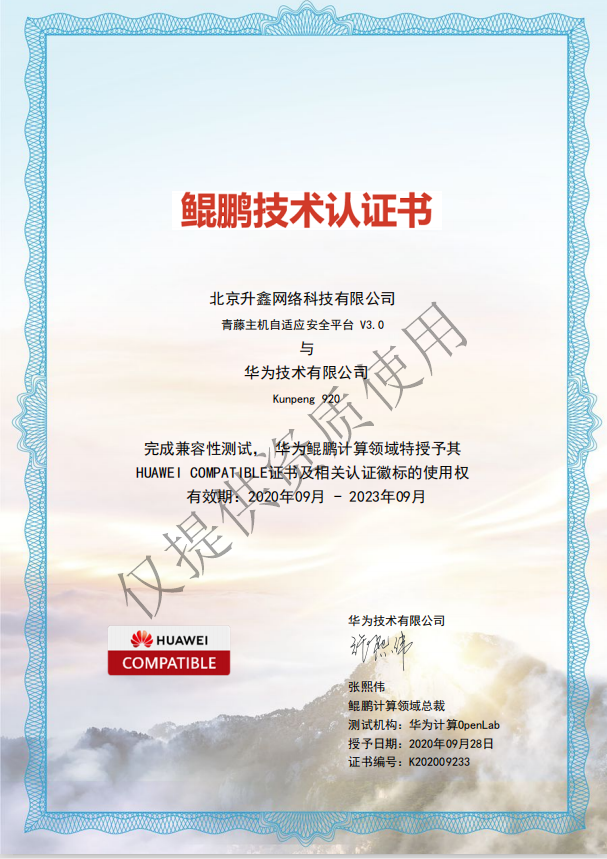 鲲鹏技术认证书
北京升鑫网络科技有限公司
青藤主机自适应安全平台 V3.0
与
华为技术有限公司
Kunpeng 920
完成兼容性测试， 华为鲲鹏计算领域特授予其
HUAWEI COMPATIBLE证书及相关认证徽标的使用权
有效期：2020年09月 - 2023年09月
仅提供资质使用
HUAWEI
COMPATIBLE
华为技术有限公司
张熙伟
鲲鹏计算领域总裁
测试机构：华为计算OpenLab
授予日期：2020年09月28日
证书编号：K202009233